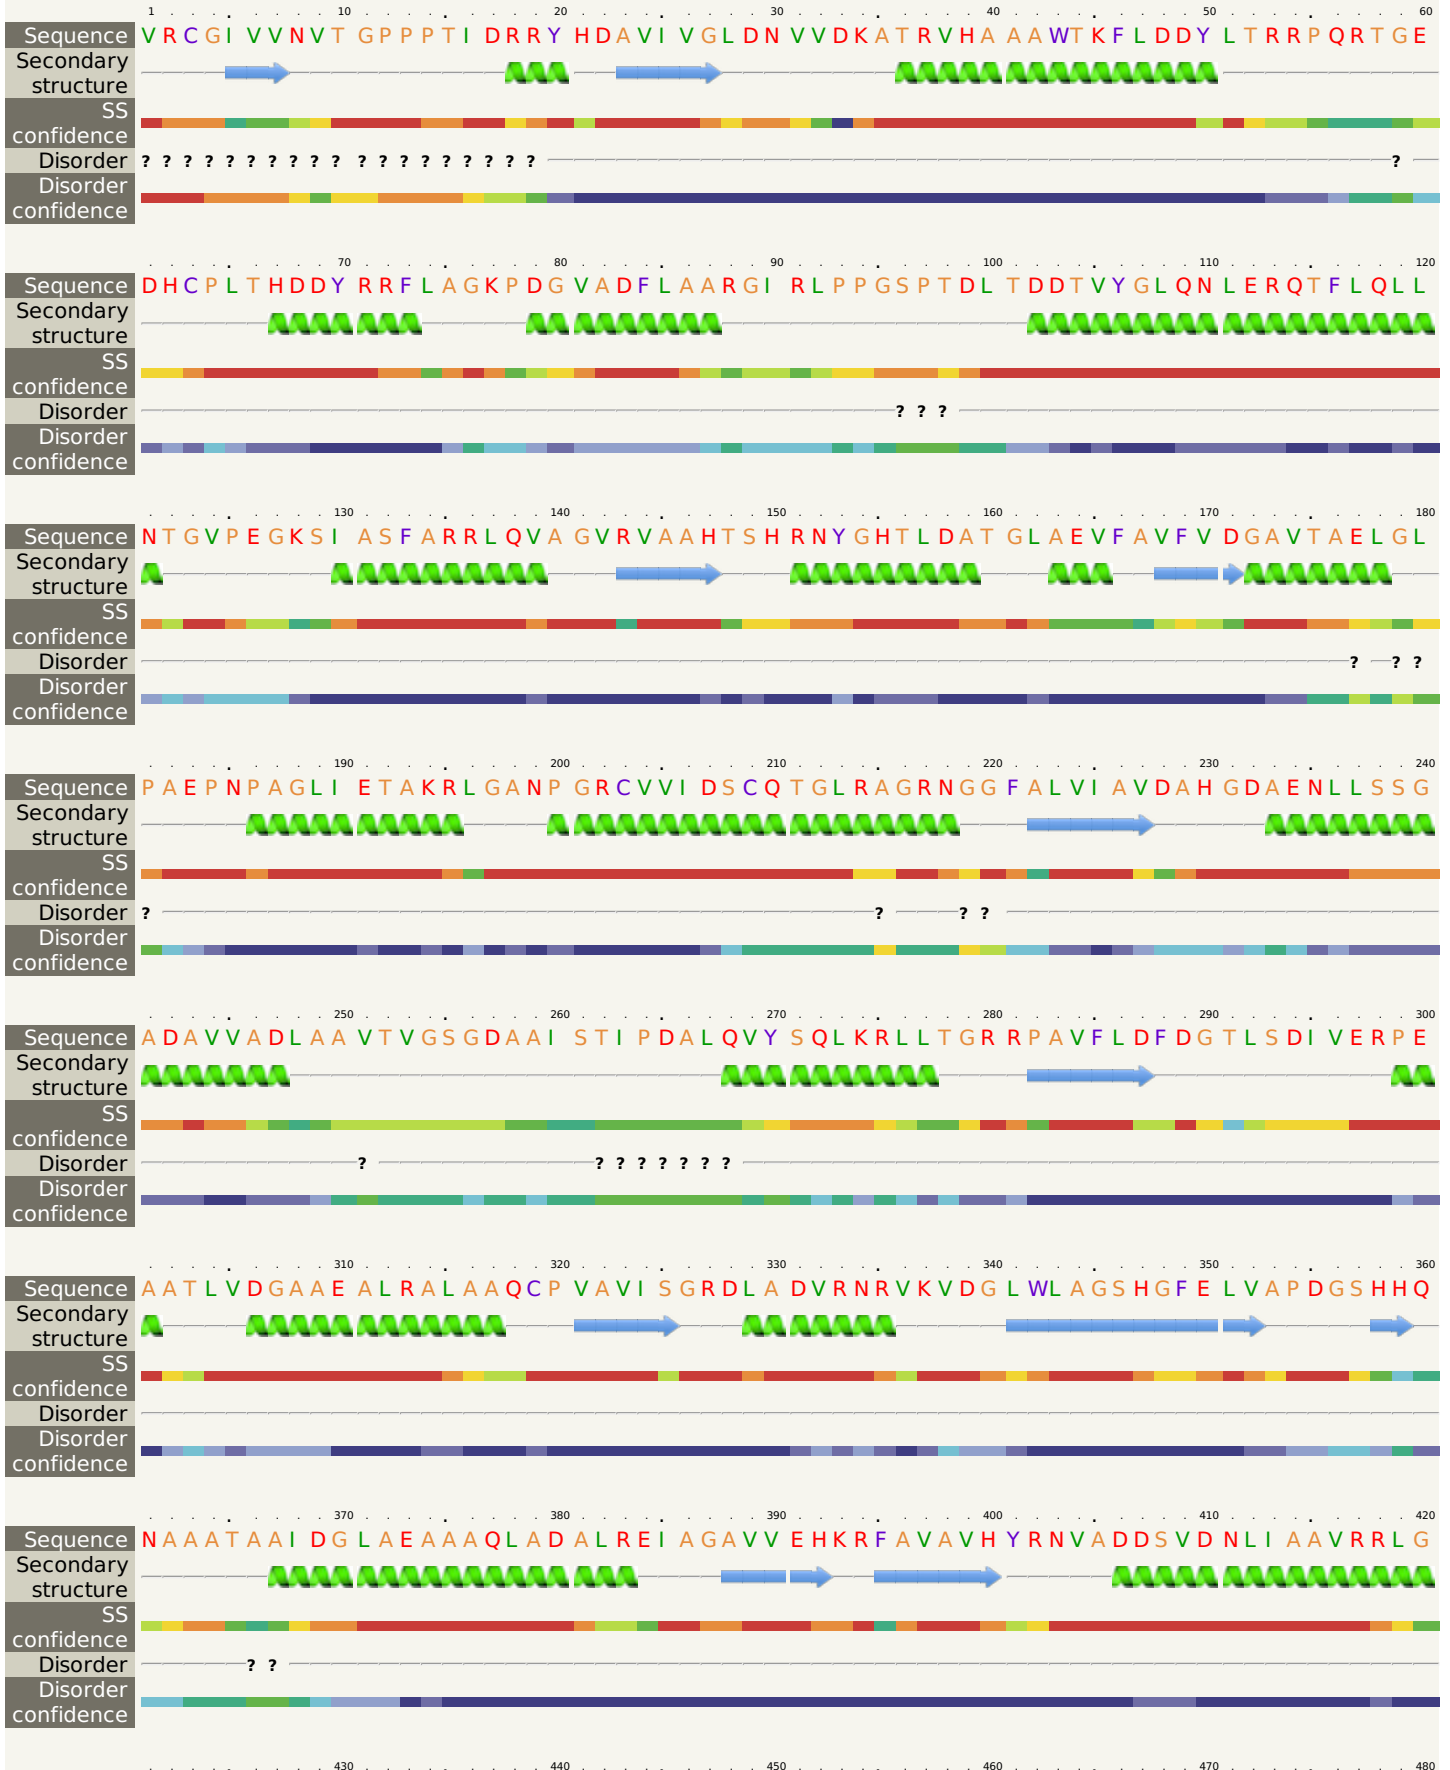 1 . . . . . . . . 10 . . . . . . . . . 20 . . . . . . . . . 30 . . . . . . . . . 40 . . . . . . . . . 50 . . . . . . . . . 60
Sequence VRCGIVVNVTGPPPTIDRRYHDAVIVGLDNVVDKATRVHAAAWTKFLDDYLTRRPQRTGE
Secondary
structure
SS
confidence
Disorder ? ? ? ? ? ? ? ? ? ? ? ? ? ? ? ? ? ? ? ?
Disorder
confidence
. . . . . . . . . 70 . . . . . . . . . 80 . . . . . . . . . 90 . . . . . . . . . 100 . . . . . . . . . 110 . . . . . . . . . 120
Sequence DHCPLTHDDYRRFLAGKPDGVADFLAARGIRLPPGSPTDLTDDTVYGLQNLERQTFLQLL
Secondary
structure
SS
confidence
Disorder ? ? ?
Disorder
confidence
. . . . . . . . . 130 . . . . . . . . . 140 . . . . . . . . . 150 . . . . . . . . . 160 . . . . . . . . . 170 . . . . . . . . . 180
Sequence NTGVPEGKSIASFARRLQVAGVRVAAHTSHRNYGHTLDATGLAEVFAVFVDGAVTAELGL
Secondary
structure
SS
confidence
Disorder ? ? ?
Disorder
confidence
. . . . . . . . . 190 . . . . . . . . . 200 . . . . . . . . . 210 . . . . . . . . . 220 . . . . . . . . . 230 . . . . . . . . . 240
Sequence PAEPNPAGLIETAKRLGANPGRCVVIDSCQTGLRAGRNGGFALVIAVDAHGDAENLLSSG
Secondary
structure
SS
confidence
Disorder ? ? ? ?
Disorder
confidence
. . . . . . . . . 250 . . . . . . . . . 260 . . . . . . . . . 270 . . . . . . . . . 280 . . . . . . . . . 290 . . . . . . . . . 300
Sequence ADAVVADLAAVTVGSGDAAISTIPDALQVYSQLKRLLTGRRPAVFLDFDGTLSDIVERPE
Secondary
structure
SS
confidence
Disorder ? ? ? ? ? ? ? ?
Disorder
confidence
. . . . . . . . . 310 . . . . . . . . . 320 . . . . . . . . . 330 . . . . . . . . . 340 . . . . . . . . . 350 . . . . . . . . . 360
Sequence AATLVDGAAEALRALAAQCPVAVISGRDLADVRNRVKVDGLWLAGSHGFELVAPDGSHHQ
Secondary
structure
SS
confidence
Disorder
Disorder
confidence
. . . . . . . . . 370 . . . . . . . . . 380 . . . . . . . . . 390 . . . . . . . . . 400 . . . . . . . . . 410 . . . . . . . . . 420
Sequence NAAATAAIDGLAEAAAQLADALREIAGAVVEHKRFAVAVHYRNVADDSVDNLIAAVRRLG
Secondary
structure
SS
confidence
Disorder ? ?
Disorder
confidence
. . . . . . . . . 430 . . . . . . . . . 440 . . . . . . . . . 450 . . . . . . . . . 460 . . . . . . . . . 470 . . . . . . . . . 480